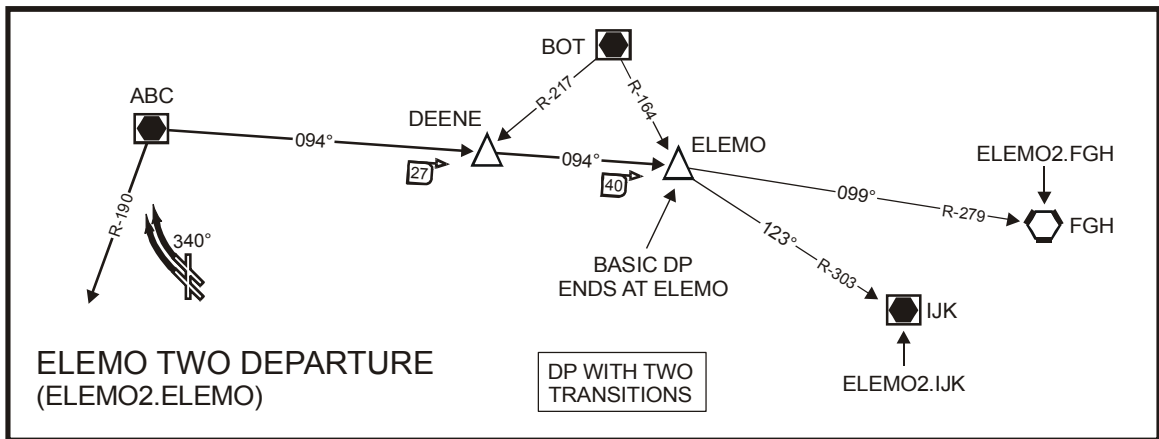 BOT
ABC
R-217
R-164
DEENE
094°
ELEMO
094°
27
40
ELEMO2.FGH
099°
R-279
FGH
R-190
340°
123°
R-303
BASIC DP
ENDS AT ELEMO
IJK
ELEMO TWO DEPARTURE
(ELEMO2.ELEMO)
DP WITH TWO
TRANSITIONS
ELEMO2.IJK